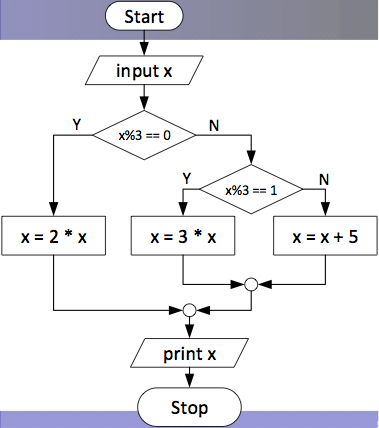 Start
input x
Y
x%3 == 0
N
Y
x%3 == 1
N
x = 2 * x
x = 3 * x
x = x + 5
print x
Stop